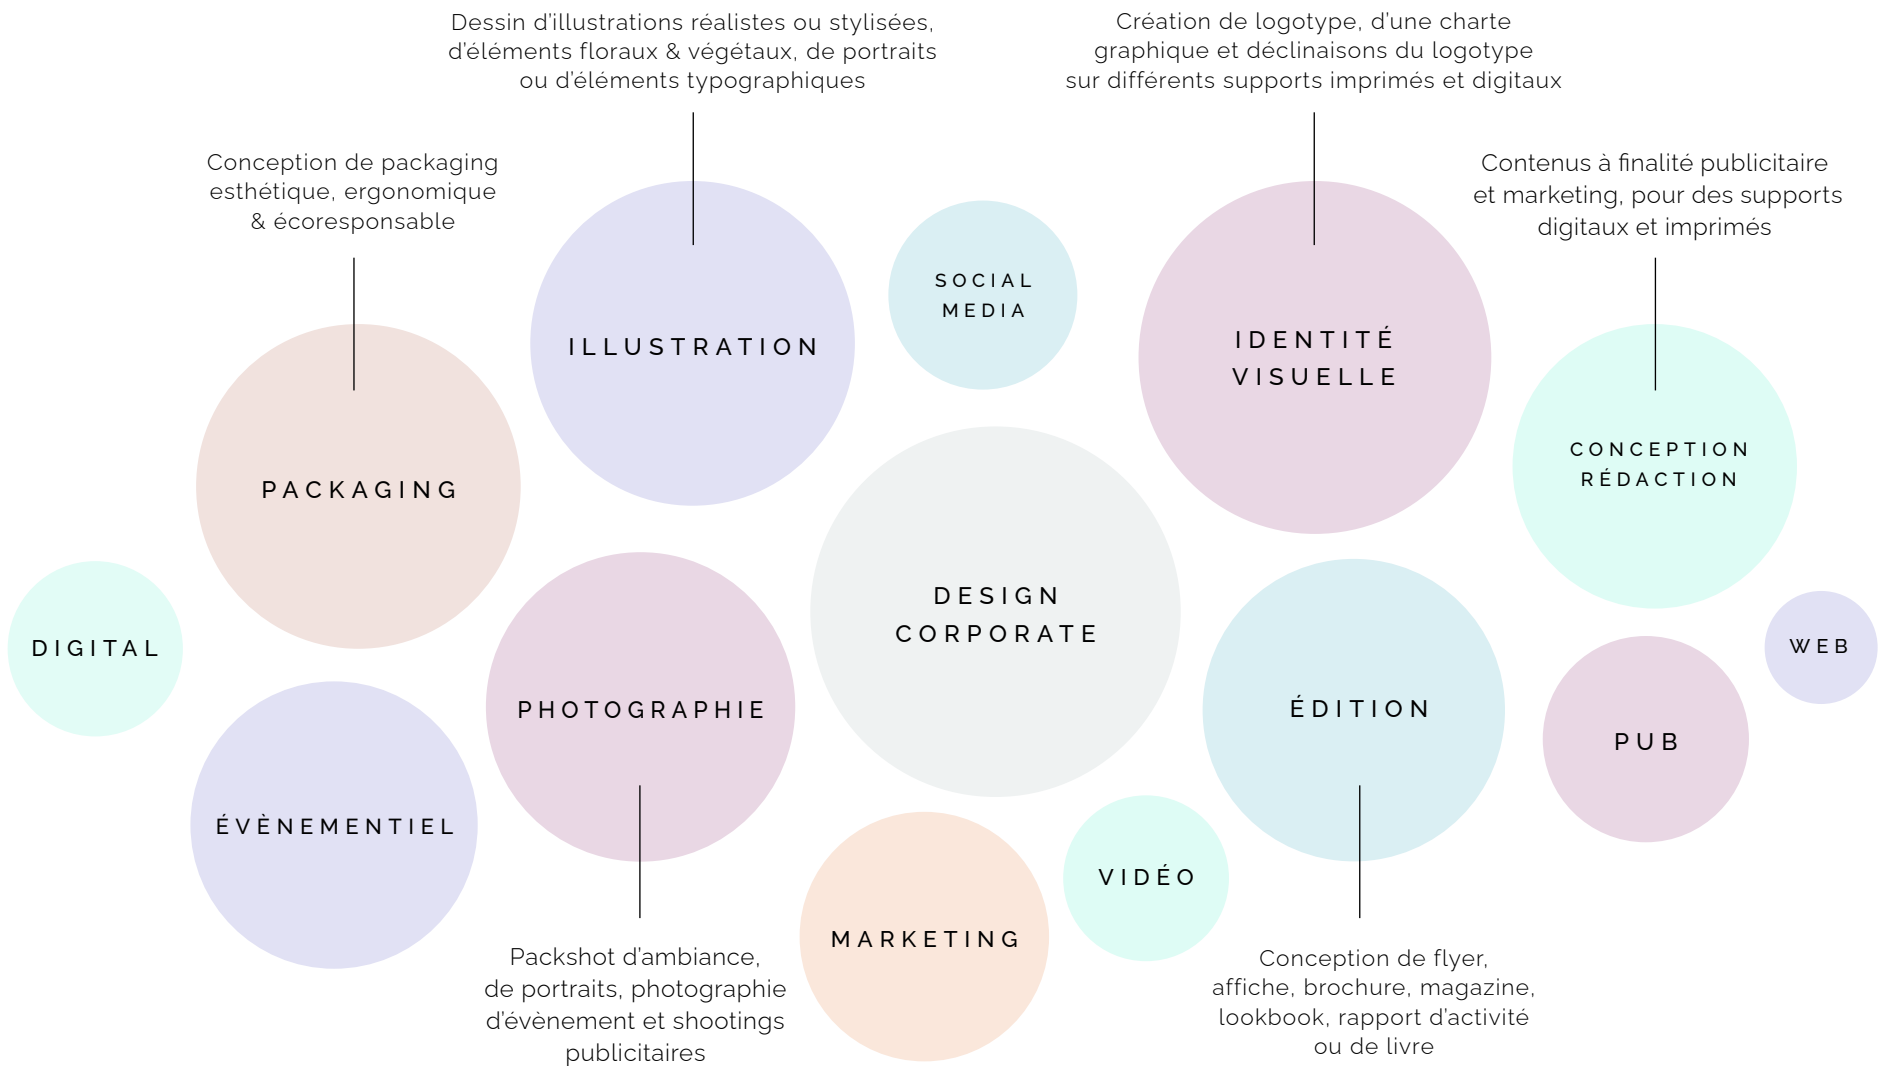 Dessin d'illustrations réalistes ou stylisées,
d'éléments floraux & végétaux, de portraits
ou d'éléments typographiques
Création de logotype, d'une charte
graphique et déclinaisons du logotype
sur différents supports imprimés et digitaux
Conception de packaging
esthétique, ergonomique
& écoresponsable
Contenus à finalité publicitaire
et marketing, pour des supports
digitaux et imprimés
SOCIAL
MEDIA
ILLUSTRATION
IDENTITÉ
VISUELLE
CONCEPTION
RÉDACTION
PACKAGING
DESIGN
CORPORATE
DIGITAL
WEB
PHOTOGRAPHIE
ÉDITION
PUB
ÉVÈNEMENTIEL
VIDÉO
MARKETING
Packshot d'ambiance,
de portraits, photographie
d'évènement et shootings
publicitaires
Conception de flyer,
affiche, brochure, magazine,
lookbook, rapport d'activité
ou de livre